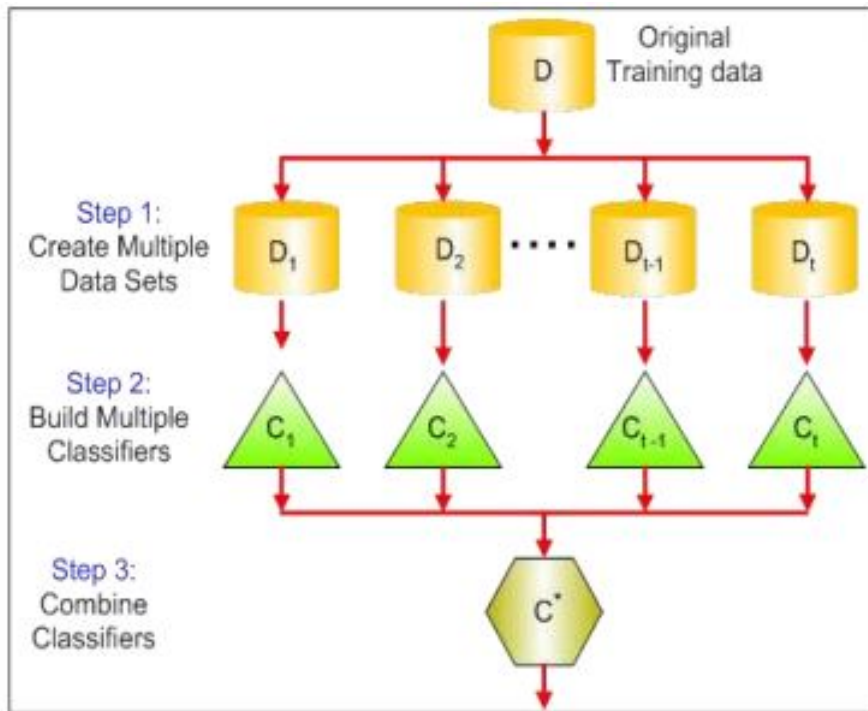 D
Original
Training data
Step 1:
Create Multiple
Data Sets
D₁
D₂
....
Dₜ₋₁
Dₜ
Step 2:
Build Multiple
Classifiers
C₁
C₂
Cₜ₋₁
Cₜ
Step 3:
Combine
Classifiers
C*